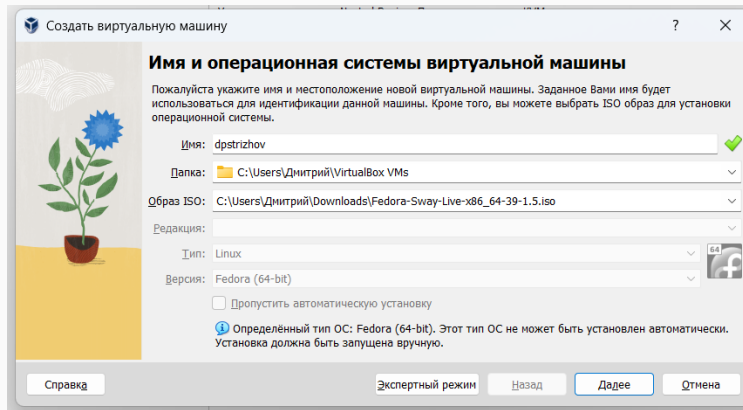 Создать виртуальную машину
Имя и операционная системы виртуальной машины
Пожалуйста укажите имя и местоположение новой виртуальной машины. Заданное Вами имя будет
использоваться для идентификации данной машины. Кроме того, вы можете выбрать ISO образ для установки
операционной системы.
Имя: dpstrizhov
Папка: C:\Users\Дмитрий\VirtualBox VMs
Образ ISO: C:\Users\Дмитрий\Downloads\Fedora-Sway-Live-x86_64-39-1.5.iso
Редакция:
Тип: Linux
64
Версия: Fedora (64-bit)
Пропустить автоматическую установку
Определённый тип ОС: Fedora (64-bit). Этот тип ОС не может быть установлен автоматически.
Установка должна быть запущена вручную.
Справка Экспертный режим Назад Далее Отмена